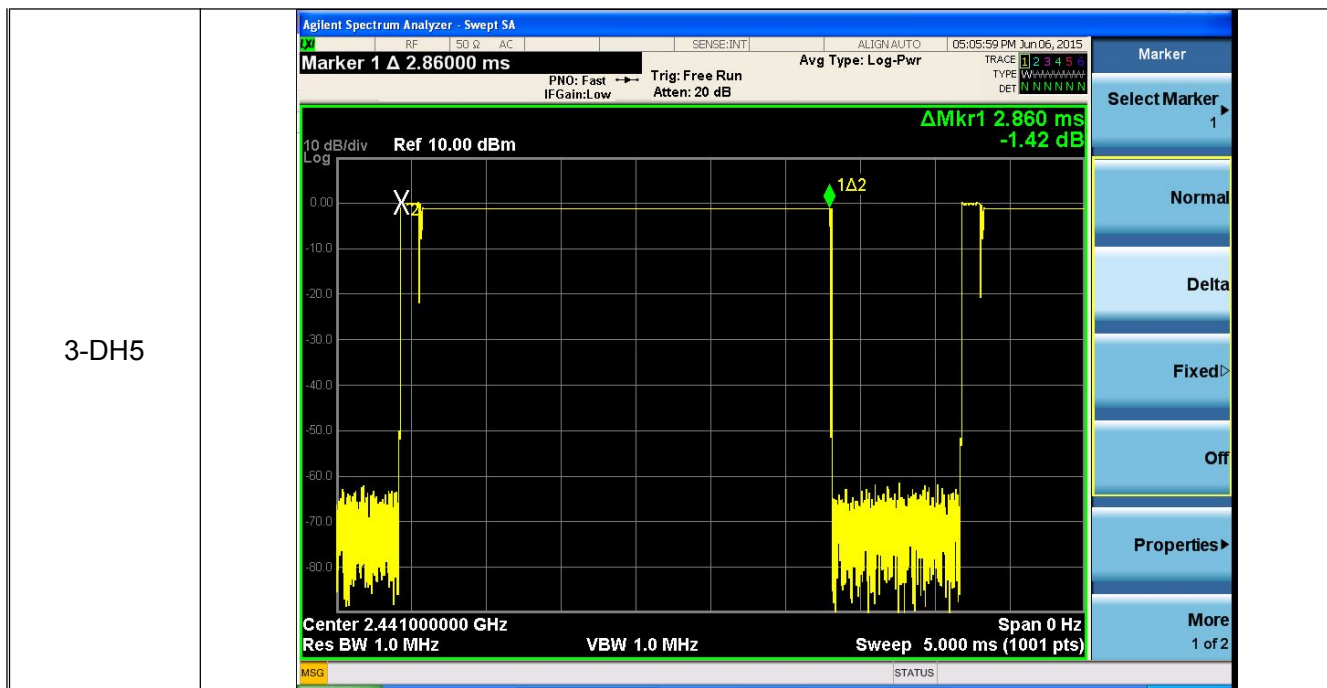 3-DH5
Agilent Spectrum Analyzer - Swept SA
LXI RF 50 Ω AC SENSE:INT ALIGN AUTO 05:05:59 PM Jun 06, 2015
Marker 1 Δ 2.86000 ms
PNO: Fast
IFGain:Low
Trig: Free Run
Atten: 20 dB
Avg Type: Log-Pwr
TRACE 1 2 3 4 5 6
TYPE
DET N N N N N N
ΔMkr1 2.860 ms
-1.42 dB
10 dB/div Ref 10.00 dBm
Log
0.00
-10.0
-20.0
-30.0
-40.0
-50.0
-60.0
-70.0
-80.0
X2
1Δ2
Center 2.441000000 GHz Span 0 Hz
Res BW 1.0 MHz VBW 1.0 MHz Sweep 5.000 ms (1001 pts)
MSG STATUS
Marker
Select Marker
1
Normal
Delta
Fixed
Off
Properties
More
1 of 2